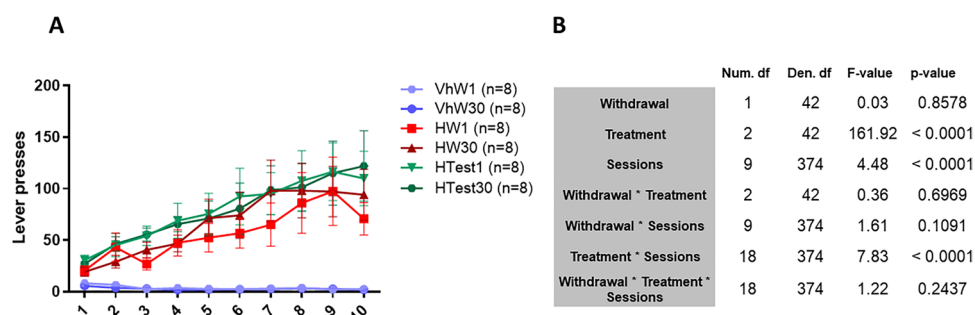 A
B
200
150
100
50
0
Lever presses
1 2 3 4 5 6 7 8 9 10
VhW1 (n=8)
VhW30 (n=8)
HW1 (n=8)
HW30 (n=8)
HTest1 (n=8)
HTest30 (n=8)
Num. df Den. df F-value p-value
Withdrawal 1 42 0.03 0.8578
Treatment 2 42 161.92 < 0.0001
Sessions 9 374 4.48 < 0.0001
Withdrawal * Treatment 2 42 0.36 0.6969
Withdrawal * Sessions 9 374 1.61 0.1091
Treatment * Sessions 18 374 7.83 < 0.0001
Withdrawal * Treatment *
Sessions 18 374 1.22 0.2437